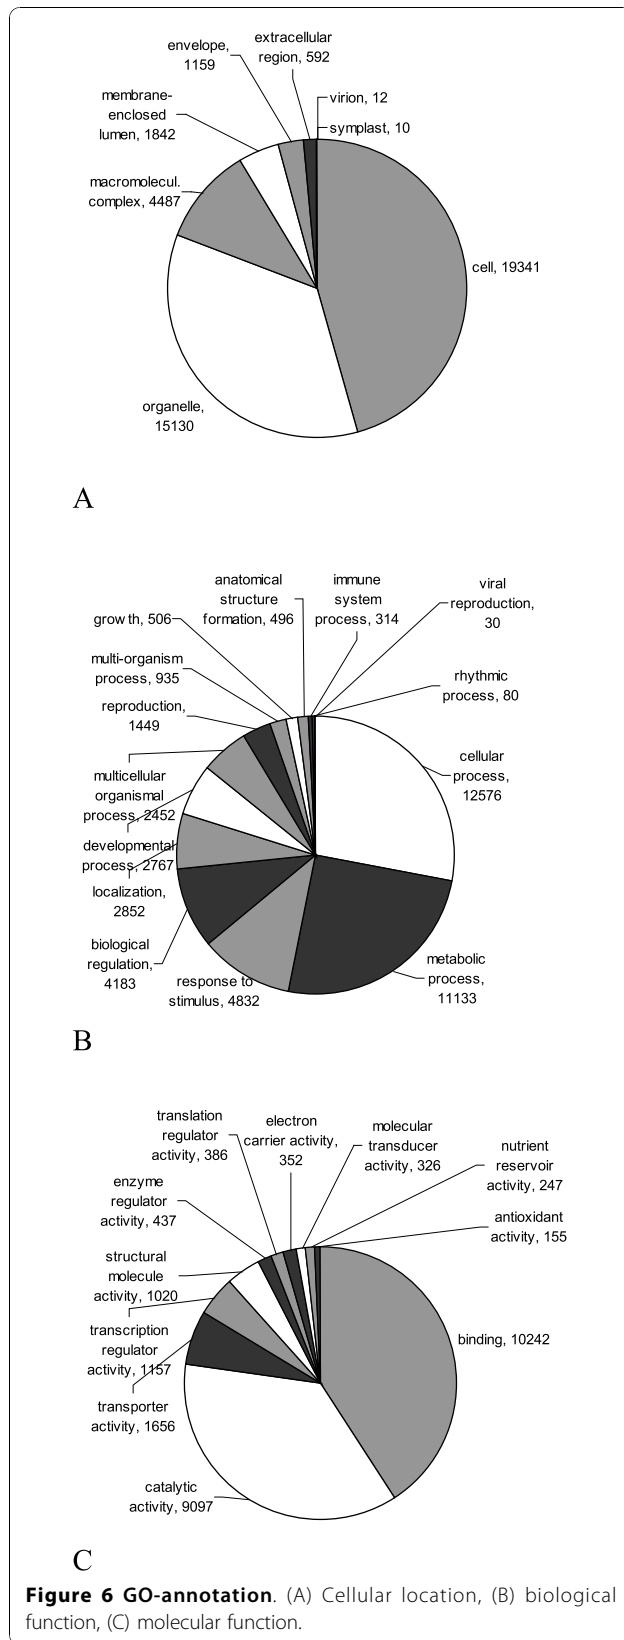 envelope,
1159
extracellular
region, 592
virion, 12
symplast, 10
membrane-
enclosed
lumen, 1842
macromolecul.
complex, 4487
cell, 19341
organelle,
15130
A
anatomical
structure
formation, 496
immune
system
process, 314
viral
reproduction,
30
growth, 506
multi-organism
process, 935
rhythmic
process, 80
reproduction,
1449
cellular
process,
12576
multicellular
organismal
process, 2452
developmental
process, 2767
localization,
2852
biological
regulation,
4183
response to
stimulus, 4832
metabolic
process,
11133
B
translation
regulator
activity, 386
electron
carrier activity,
352
molecular
transducer
activity, 326
nutrient
reservoir
activity, 247
enzyme
regulator
activity, 437
antioxidant
activity, 155
structural
molecule
activity, 1020
transcription
regulator
activity, 1157
binding, 10242
transporter
activity, 1656
catalytic
activity, 9097
C
Figure 6 GO-annotation. (A) Cellular location, (B) biological
function, (C) molecular function.